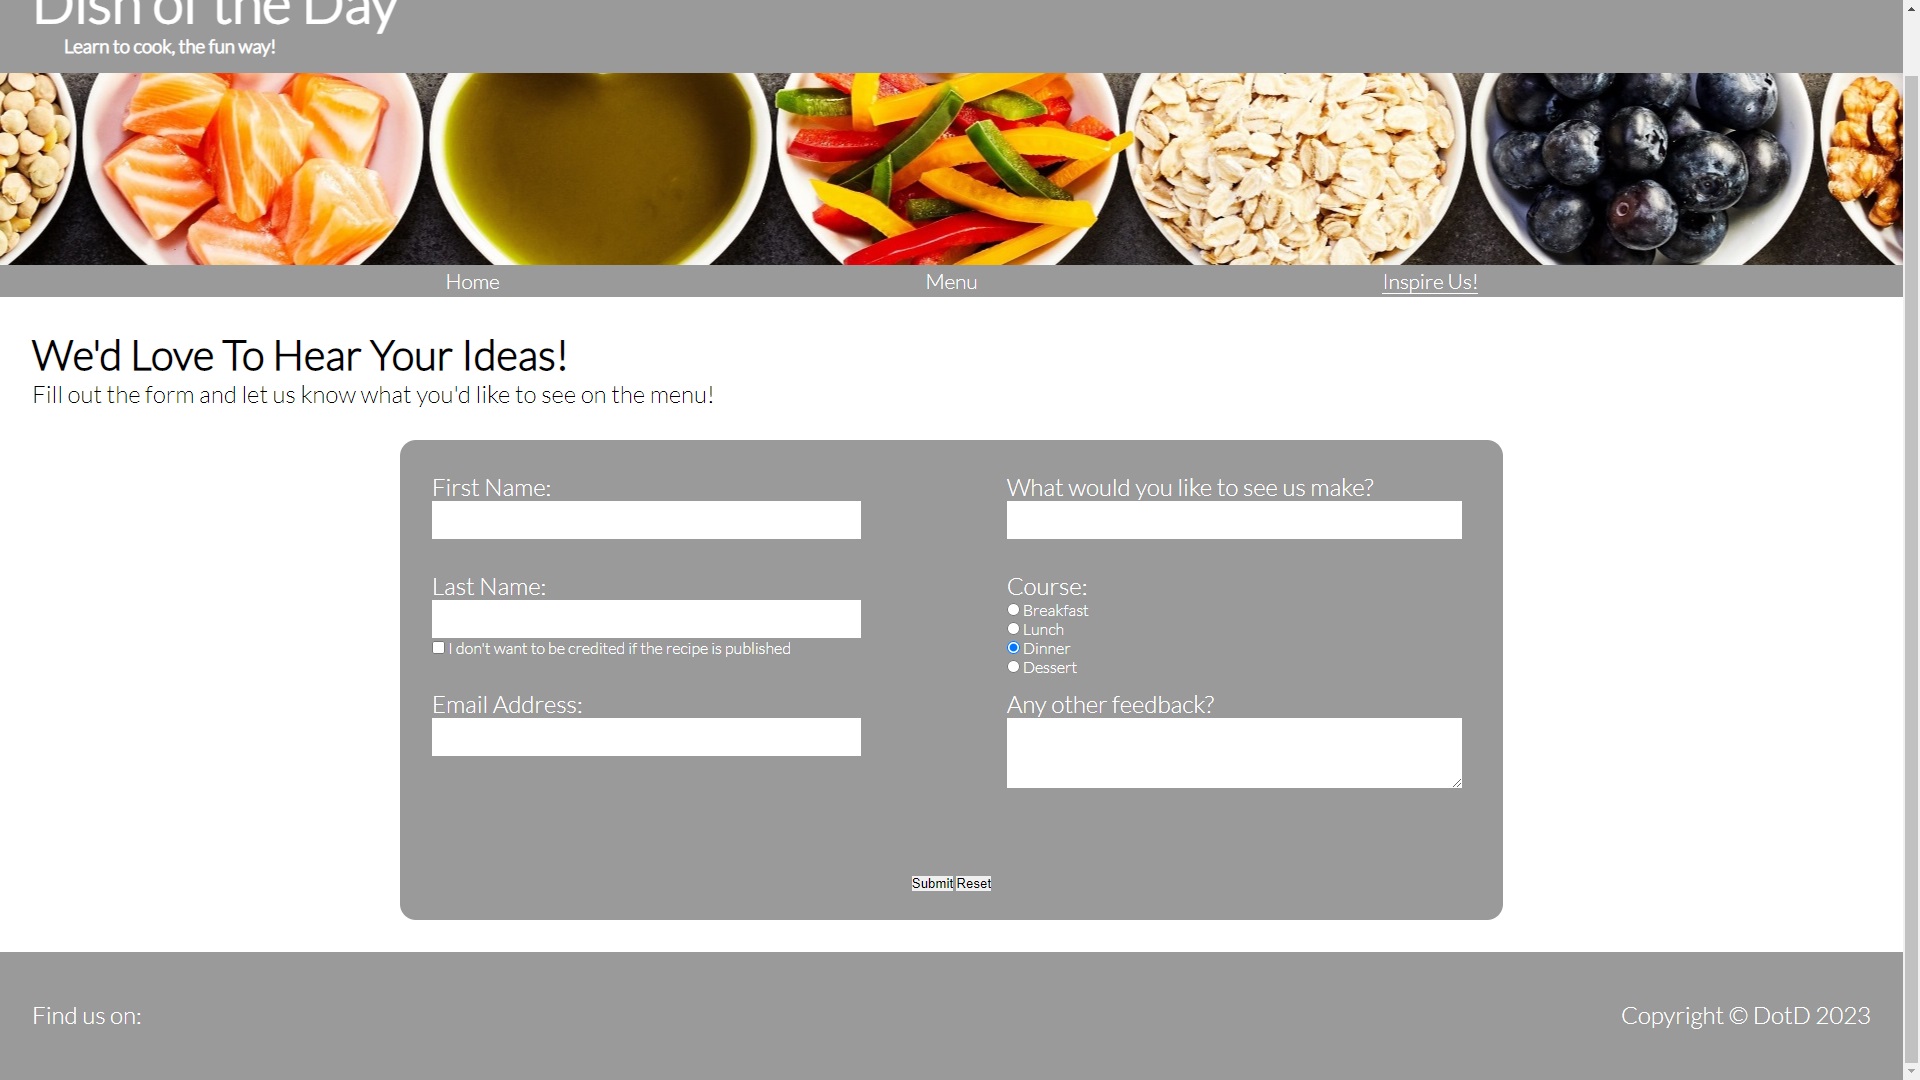 Dish of the Day
Learn to cook, the fun way!
Home
Menu
Inspire Us!
We'd Love To Hear Your Ideas!
Fill out the form and let us know what you'd like to see on the menu!
First Name:
Last Name:
I don't want to be credited if the recipe is published
Email Address:
What would you like to see us make?
Course:
Breakfast
Lunch
Dinner
Dessert
Any other feedback?
Submit Reset
Find us on:
Copyright © DotD 2023